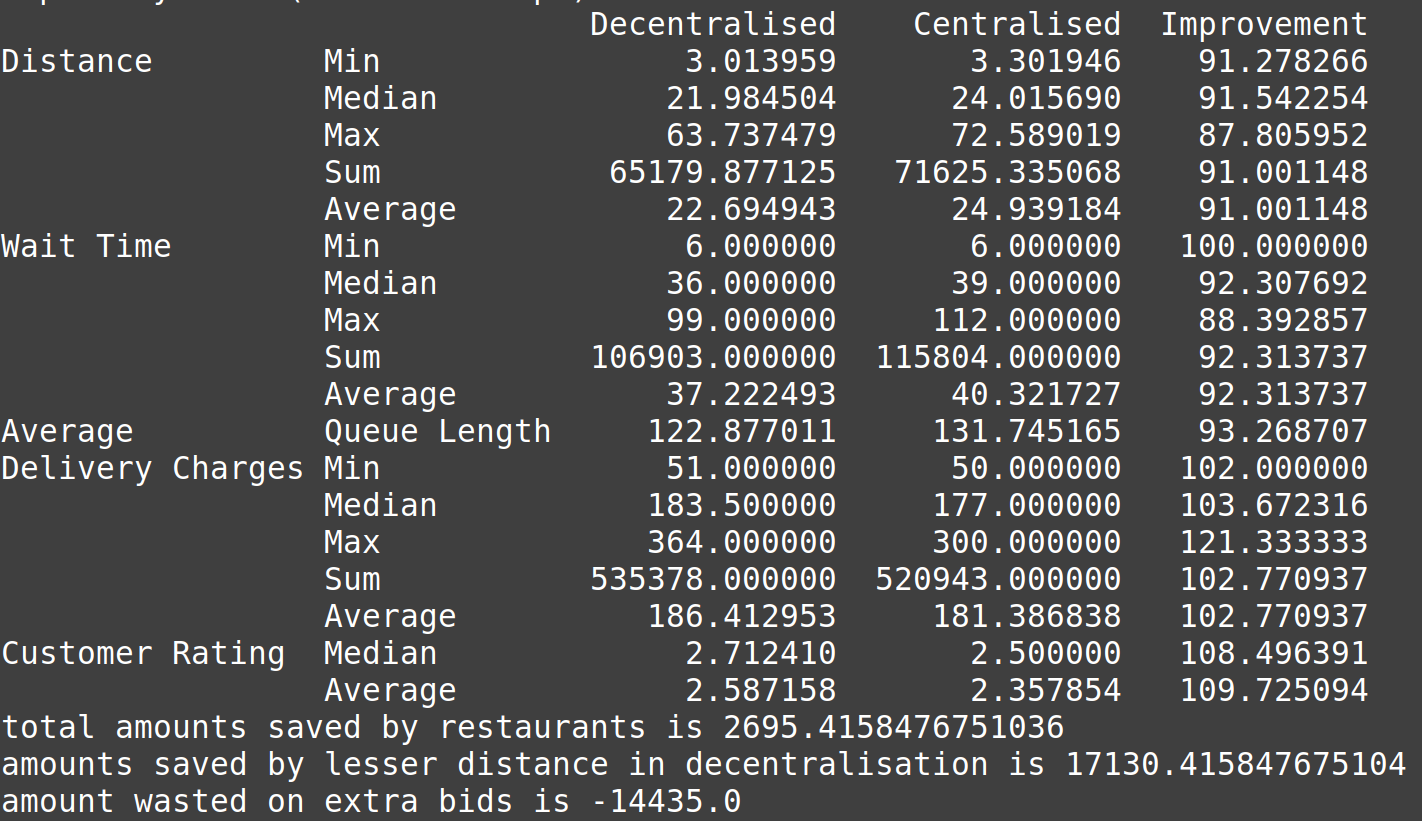 Decentralised Centralised Improvement
Distance Min 3.013959 3.301946 91.278266
Median 21.984504 24.015690 91.542254
Max 63.737479 72.589019 87.805952
Sum 65179.877125 71625.335068 91.001148
Average 22.694943 24.939184 91.001148
Wait Time Min 6.000000 6.000000 100.000000
Median 36.000000 39.000000 92.307692
Max 99.000000 112.000000 88.392857
Sum 106903.000000 115804.000000 92.313737
Average 37.222493 40.321727 92.313737
Average Queue Length 122.877011 131.745165 93.268707
Delivery Charges Min 51.000000 50.000000 102.000000
Median 183.500000 177.000000 103.672316
Max 364.000000 300.000000 121.333333
Sum 535378.000000 520943.000000 102.770937
Average 186.412953 181.386838 102.770937
Customer Rating Median 2.712410 2.500000 108.496391
Average 2.587158 2.357854 109.725094
total amounts saved by restaurants is 2695.4158476751036
amounts saved by lesser distance in decentralisation is 17130.415847675104
amount wasted on extra bids is -14435.0